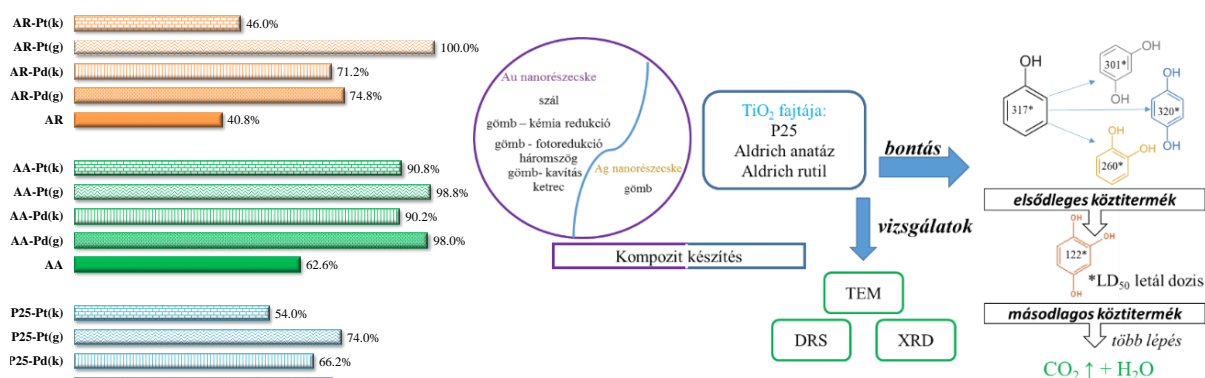 AR-Pt(k) 46.0%
AR-Pt(g) 100.0%
AR-Pd(k) 71.2%
AR-Pd(g) 74.8%
AR 40.8%
AA-Pt(k) 90.8%
AA-Pt(g) 98.8%
AA-Pd(k) 90.2%
AA-Pd(g) 98.0%
AA 62.6%
P25-Pt(k) 54.0%
P25-Pt(g) 74.0%
P25-Pd(k) 66.2%
Au nanorészecske
szál
gömb – kémia redukció
gömb - fotoredukció
háromszög
gömb- kavítás
ketrec
Ag nanorészecske
gömb
Kompozit készítés
TiO₂ fajtája:
P25
Aldrich anatáz
Aldrich rutil
bontás
vizsgálatok
TEM
DRS
XRD
OH
317*
OH
301*
OH
OH
320*
OH
OH
OH
260*
elsődleges köztitermék
OH
OH
122*
OH
*LD₅₀ letál dozis
másodlagos köztitermék
több lépés
CO₂ ↑ + H₂O